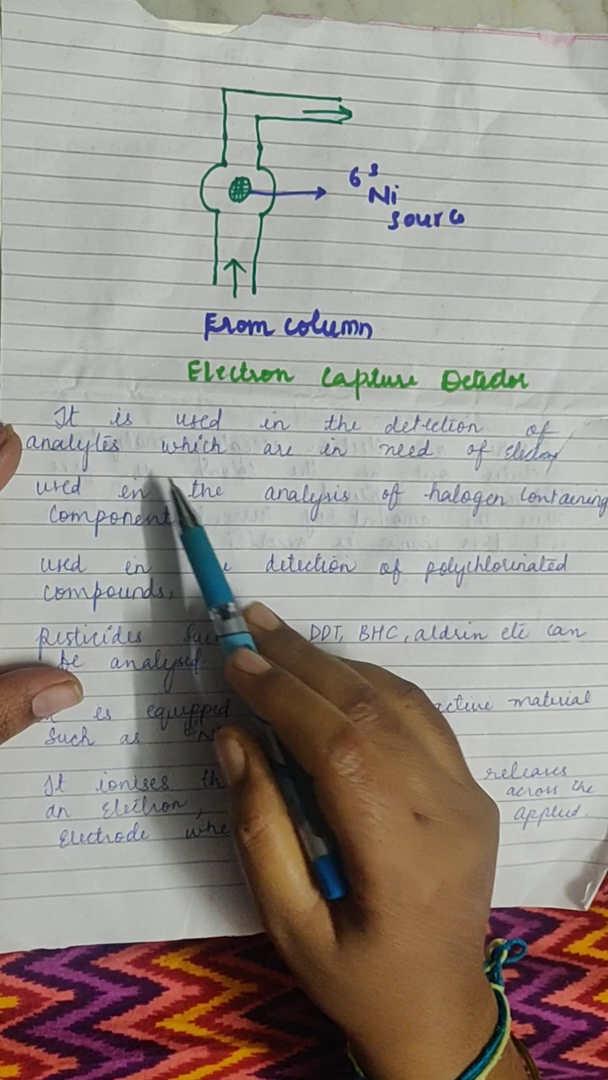 63
Ni
source
From column
Electron Capture Detector
It is used in the detection of
analytes which are in need of
used in the analysis of halogen containing
component
used in detection of polychlorinated
compounds.
pesticides DDT, BHC, aldrin etc can
be analysed
is equipped active material
such as
It ionises releases
an electron, across the
Electrode applied.